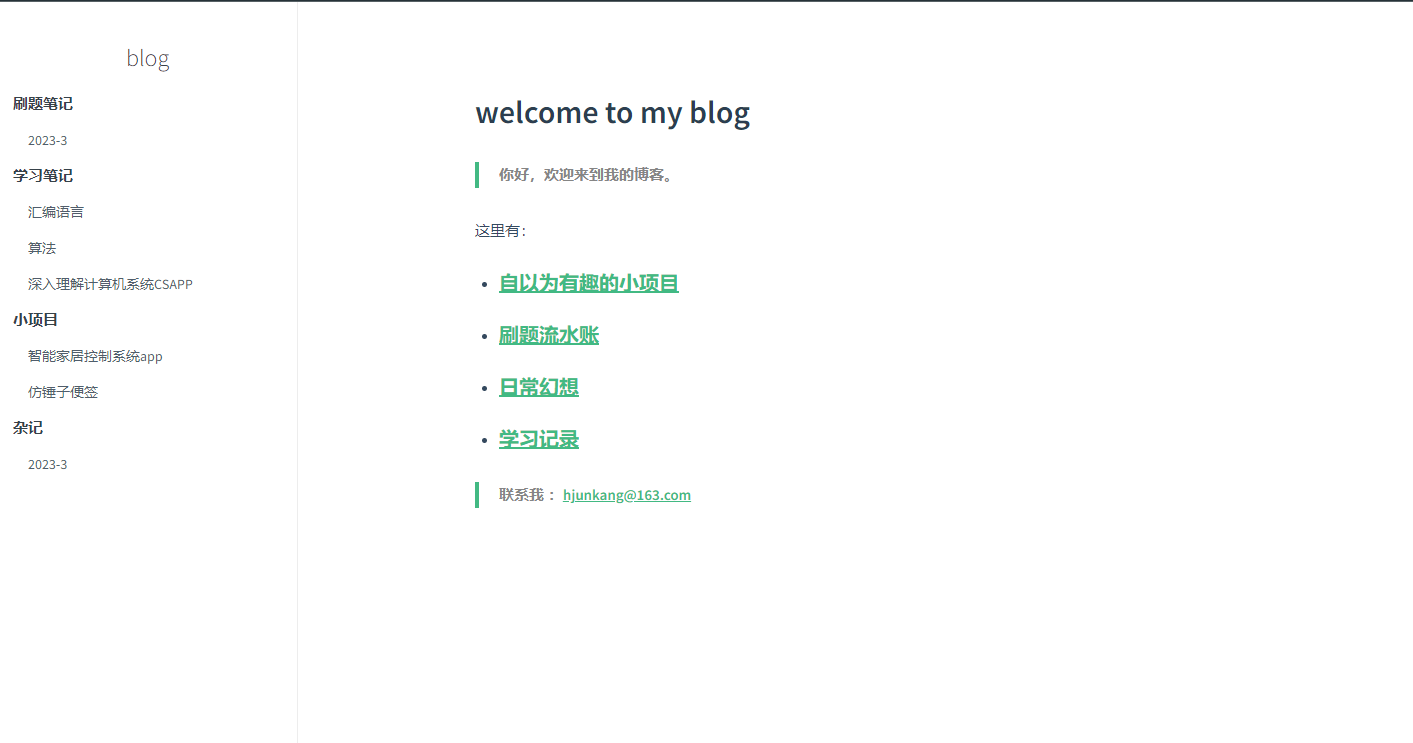 blog
刷题笔记
2023-3
学习笔记
汇编语言
算法
深入理解计算机系统CSAPP
小项目
智能家居控制系统app
仿锤子便签
杂记
2023-3
welcome to my blog
你好，欢迎来到我的博客。
这里有：
自以为有趣的小项目
刷题流水账
日常幻想
学习记录
联系我 ：hjunkang@163.com